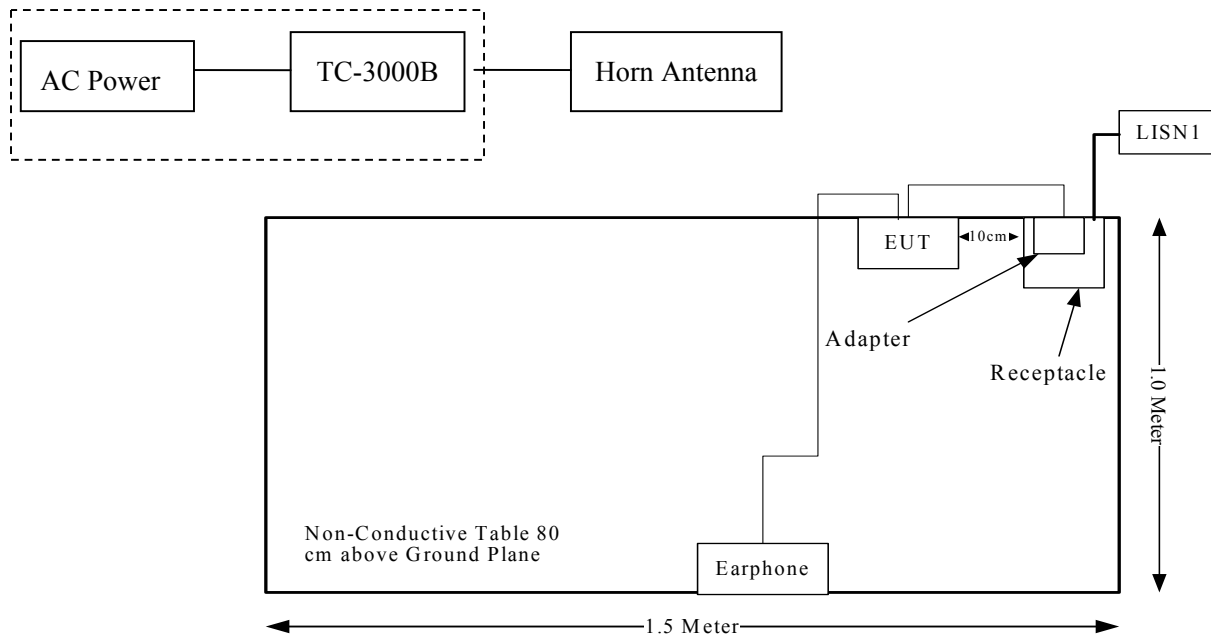 AC Power
TC-3000B
Horn Antenna
LISN1
EUT
10cm
Adapter
Receptacle
1.0 Meter
Non-Conductive Table 80
cm above Ground Plane
Earphone
1.5 Meter